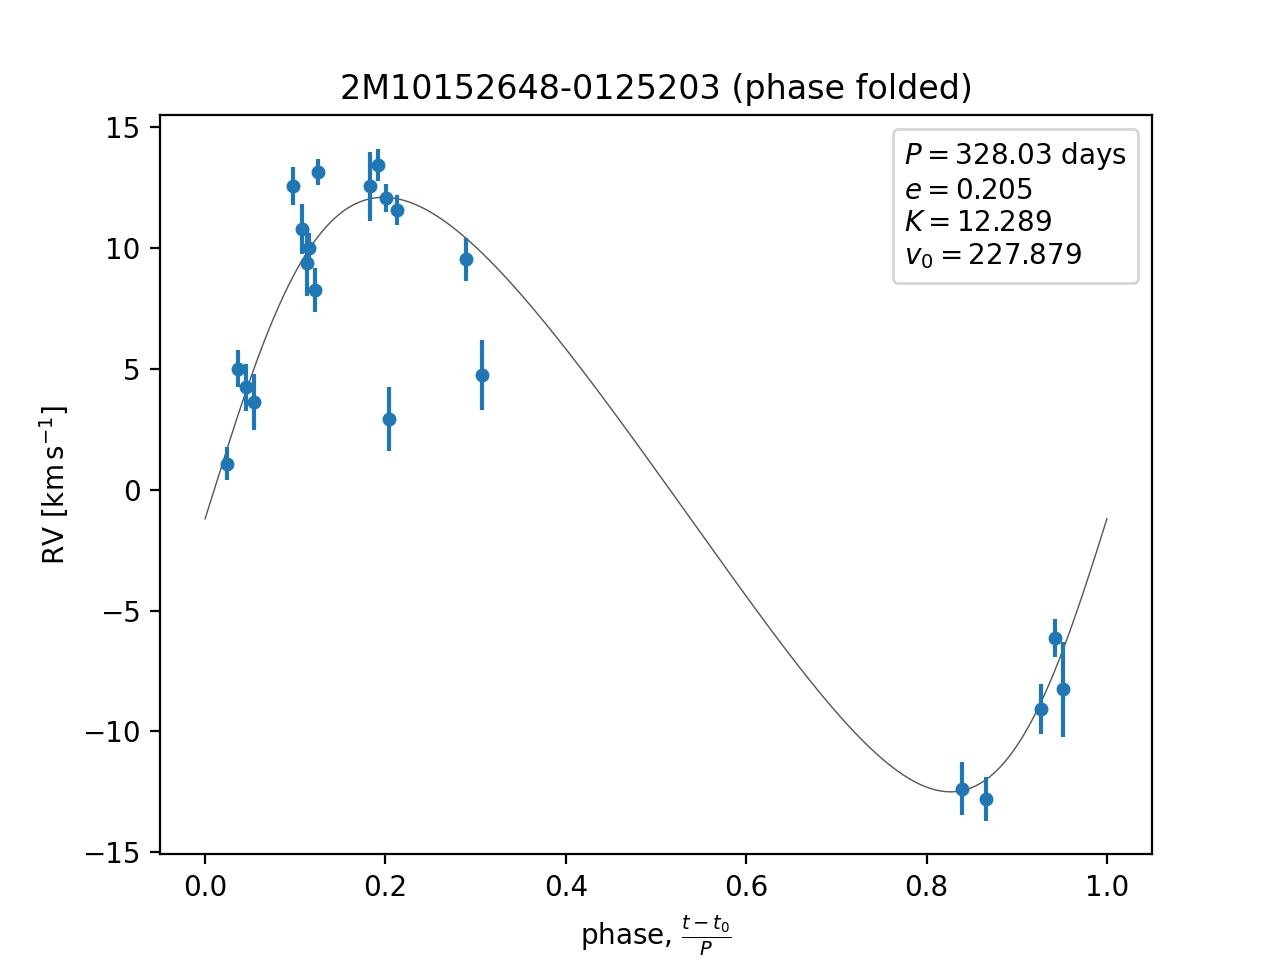 2M10152648-0125203 (phase folded)
P = 328.03 days
e = 0.205
K = 12.289
v₀ = 227.879
RV [km s⁻¹]
15
10
5
0
−5
−10
−15
0.0 0.2 0.4 0.6 0.8 1.0
phase, (t − t₀)/P